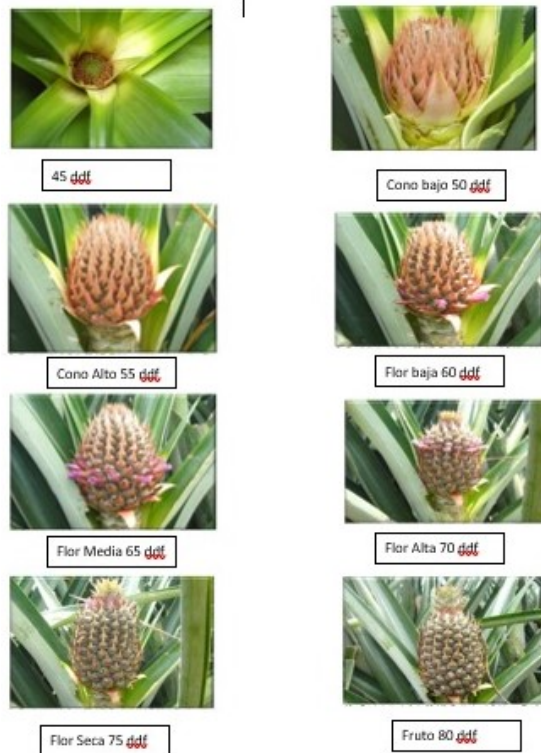 45 ddf
Cono bajo 50 ddf
Cono Alto 55 ddf
Flor baja 60 ddf
Flor Media 65 ddf
Flor Alta 70 ddf
Flor Seca 75 ddf
Fruto 80 ddf